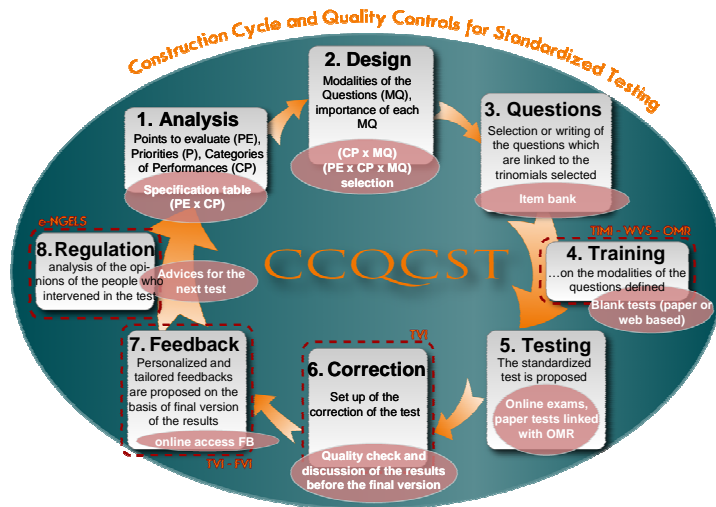 Construction Cycle and Quality Controls for Standardized Testing
1. Analysis
Points to evaluate (PE),
Priorities (P), Categories
of Performances (CP)
Specification table
(PE x CP)
2. Design
Modalities of the
Questions (MQ),
importance of each
MQ
(CP x MQ)
(PE x CP x MQ)
selection
3. Questions
Selection or writing of
the questions which
are linked to the
trinomials selected
Item bank
TIMI - WVS - OMR
4. Training
...on the modalities of the
questions defined
Blank tests (paper or
web based)
5. Testing
The standardized
test is proposed
Online exams,
paper tests linked
with OMR
TVI
6. Correction
Set up of the
correction of the test
Quality check and
discussion of the results
before the final version
7. Feedback
Personalized and
tailored feedbacks
are proposed on the
basis of final version
of the results
online access FB
TVI - FVI
e-NGELS
8. Regulation
analysis of the opi-
nions of the people who
intervened in the test
Advices for the
next test
CCQCST